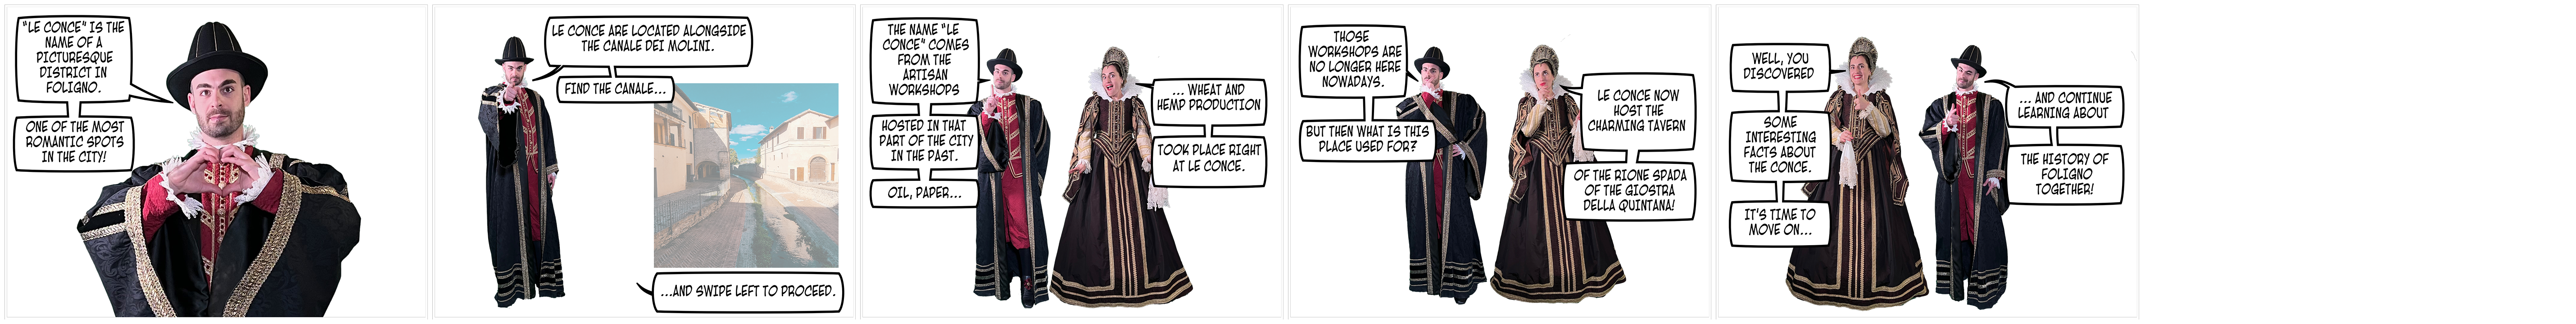 "LE CONCE" IS THE
NAME OF A
PICTURESQUE
DISTRICT IN
FOLIGNO.
ONE OF THE MOST
ROMANTIC SPOTS
IN THE CITY!
LE CONCE ARE LOCATED ALONGSIDE
THE CANALE DEI MOLINI.
FIND THE CANALE...
...AND SWIPE LEFT TO PROCEED.
THE NAME "LE
CONCE" COMES
FROM THE
ARTISAN
WORKSHOPS
HOSTED IN THAT
PART OF THE CITY
IN THE PAST.
OIL, PAPER...
... WHEAT AND
HEMP PRODUCTION
TOOK PLACE RIGHT
AT LE CONCE.
THOSE
WORKSHOPS ARE
NO LONGER HERE
NOWADAYS.
BUT THEN WHAT IS THIS
PLACE USED FOR?
LE CONCE NOW
HOST THE
CHARMING TAVERN
OF THE RIONE SPADA
OF THE GIOSTRA
DELLA QUINTANA!
WELL, YOU
DISCOVERED
SOME
INTERESTING
FACTS ABOUT
THE CONCE.
IT'S TIME TO
MOVE ON...
... AND CONTINUE
LEARNING ABOUT
THE HISTORY OF
FOLIGNO
TOGETHER!